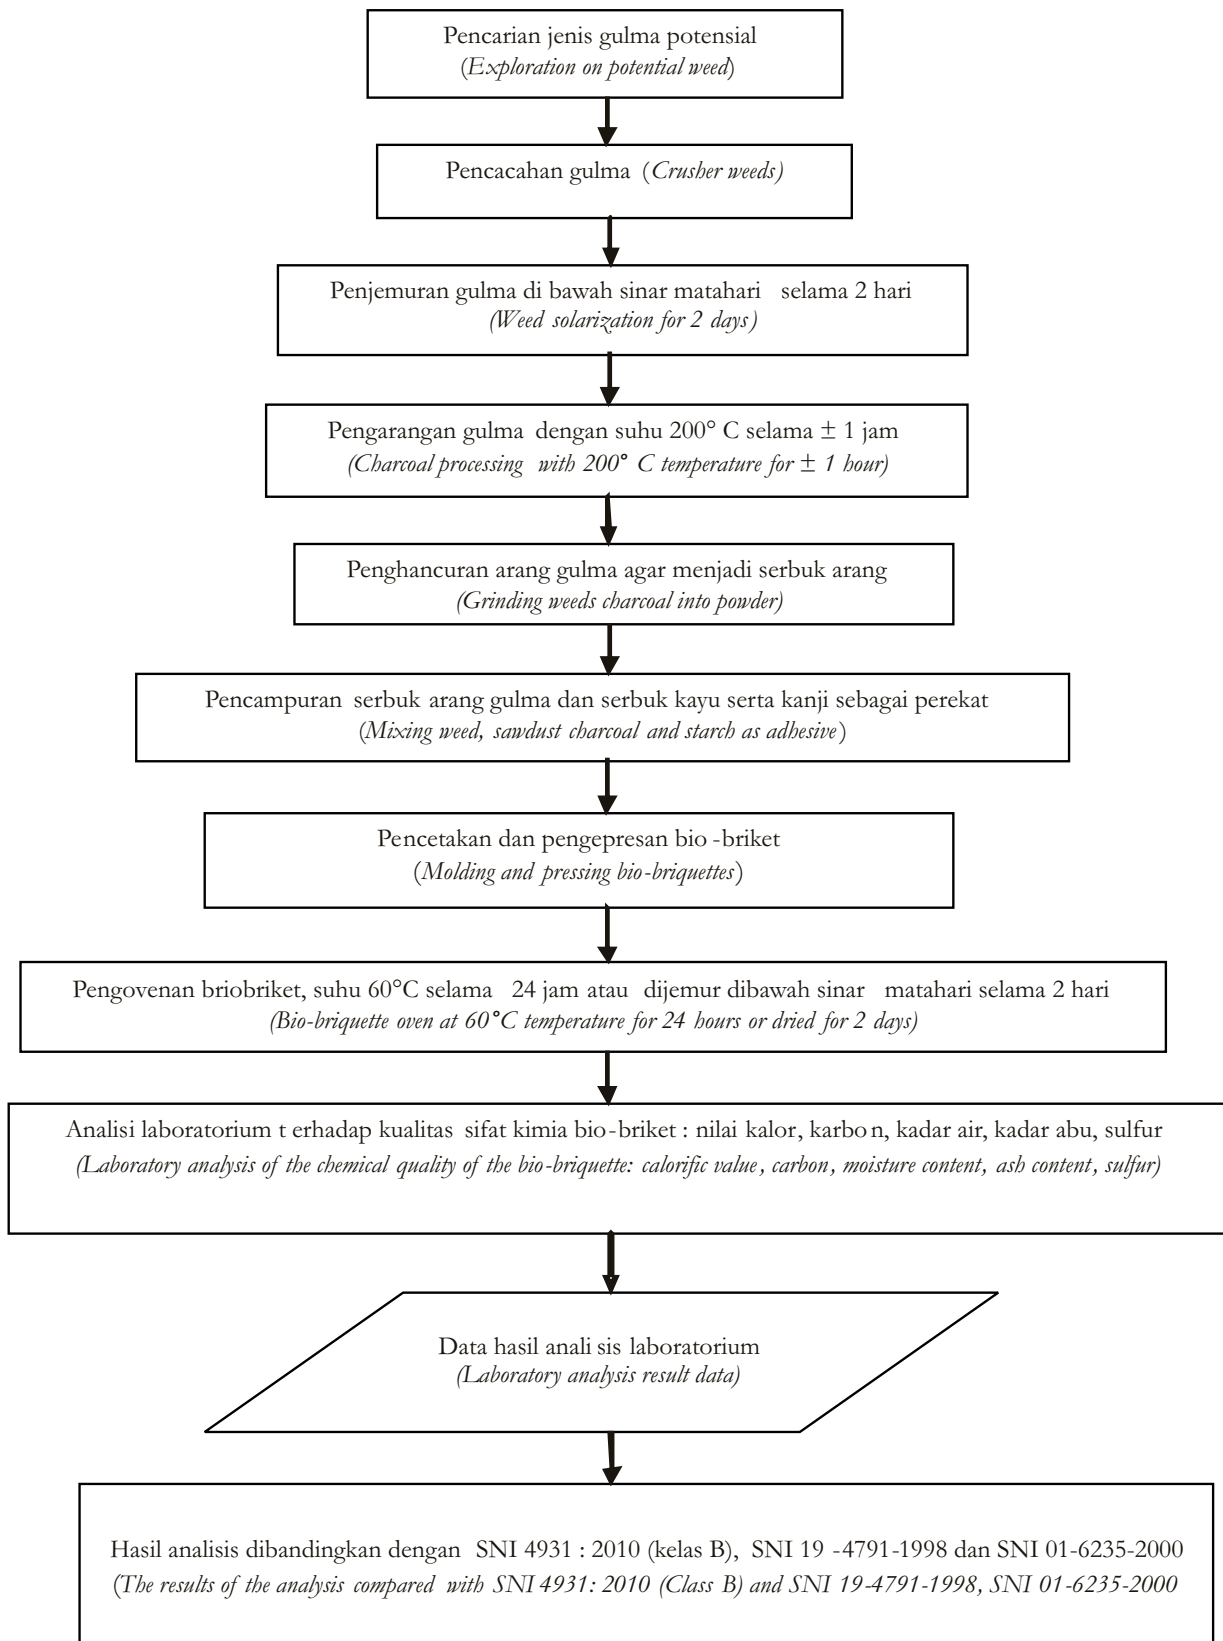 Pencarian jenis gulma potensial
(Exploration on potential weed)
Pencacahan gulma (Crusher weeds)
Penjemuran gulma di bawah sinar matahari selama 2 hari
(Weed solarization for 2 days)
Pengarangan gulma dengan suhu 200° C selama ± 1 jam
(Charcoal processing with 200° C temperature for ± 1 hour)
Penghancuran arang gulma agar menjadi serbuk arang
(Grinding weeds charcoal into powder)
Pencampuran serbuk arang gulma dan serbuk kayu serta kanji sebagai perekat
(Mixing weed, sawdust charcoal and starch as adhesive)
Pencetakan dan pengepresan bio -briket
(Molding and pressing bio-briquettes)
Pengovenan briobriket, suhu 60°C selama 24 jam atau dijemur dibawah sinar matahari selama 2 hari
(Bio-briquette oven at 60°C temperature for 24 hours or dried for 2 days)
Analisi laboratorium t erhadap kualitas sifat kimia bio-briket : nilai kalor, karbo n, kadar air, kadar abu, sulfur
(Laboratory analysis of the chemical quality of the bio-briquette: calorific value, carbon, moisture content, ash content, sulfur)
Data hasil anali sis laboratorium
(Laboratory analysis result data)
Hasil analisis dibandingkan dengan SNI 4931 : 2010 (kelas B), SNI 19 -4791-1998 dan SNI 01-6235-2000
(The results of the analysis compared with SNI 4931: 2010 (Class B) and SNI 19-4791-1998, SNI 01-6235-2000